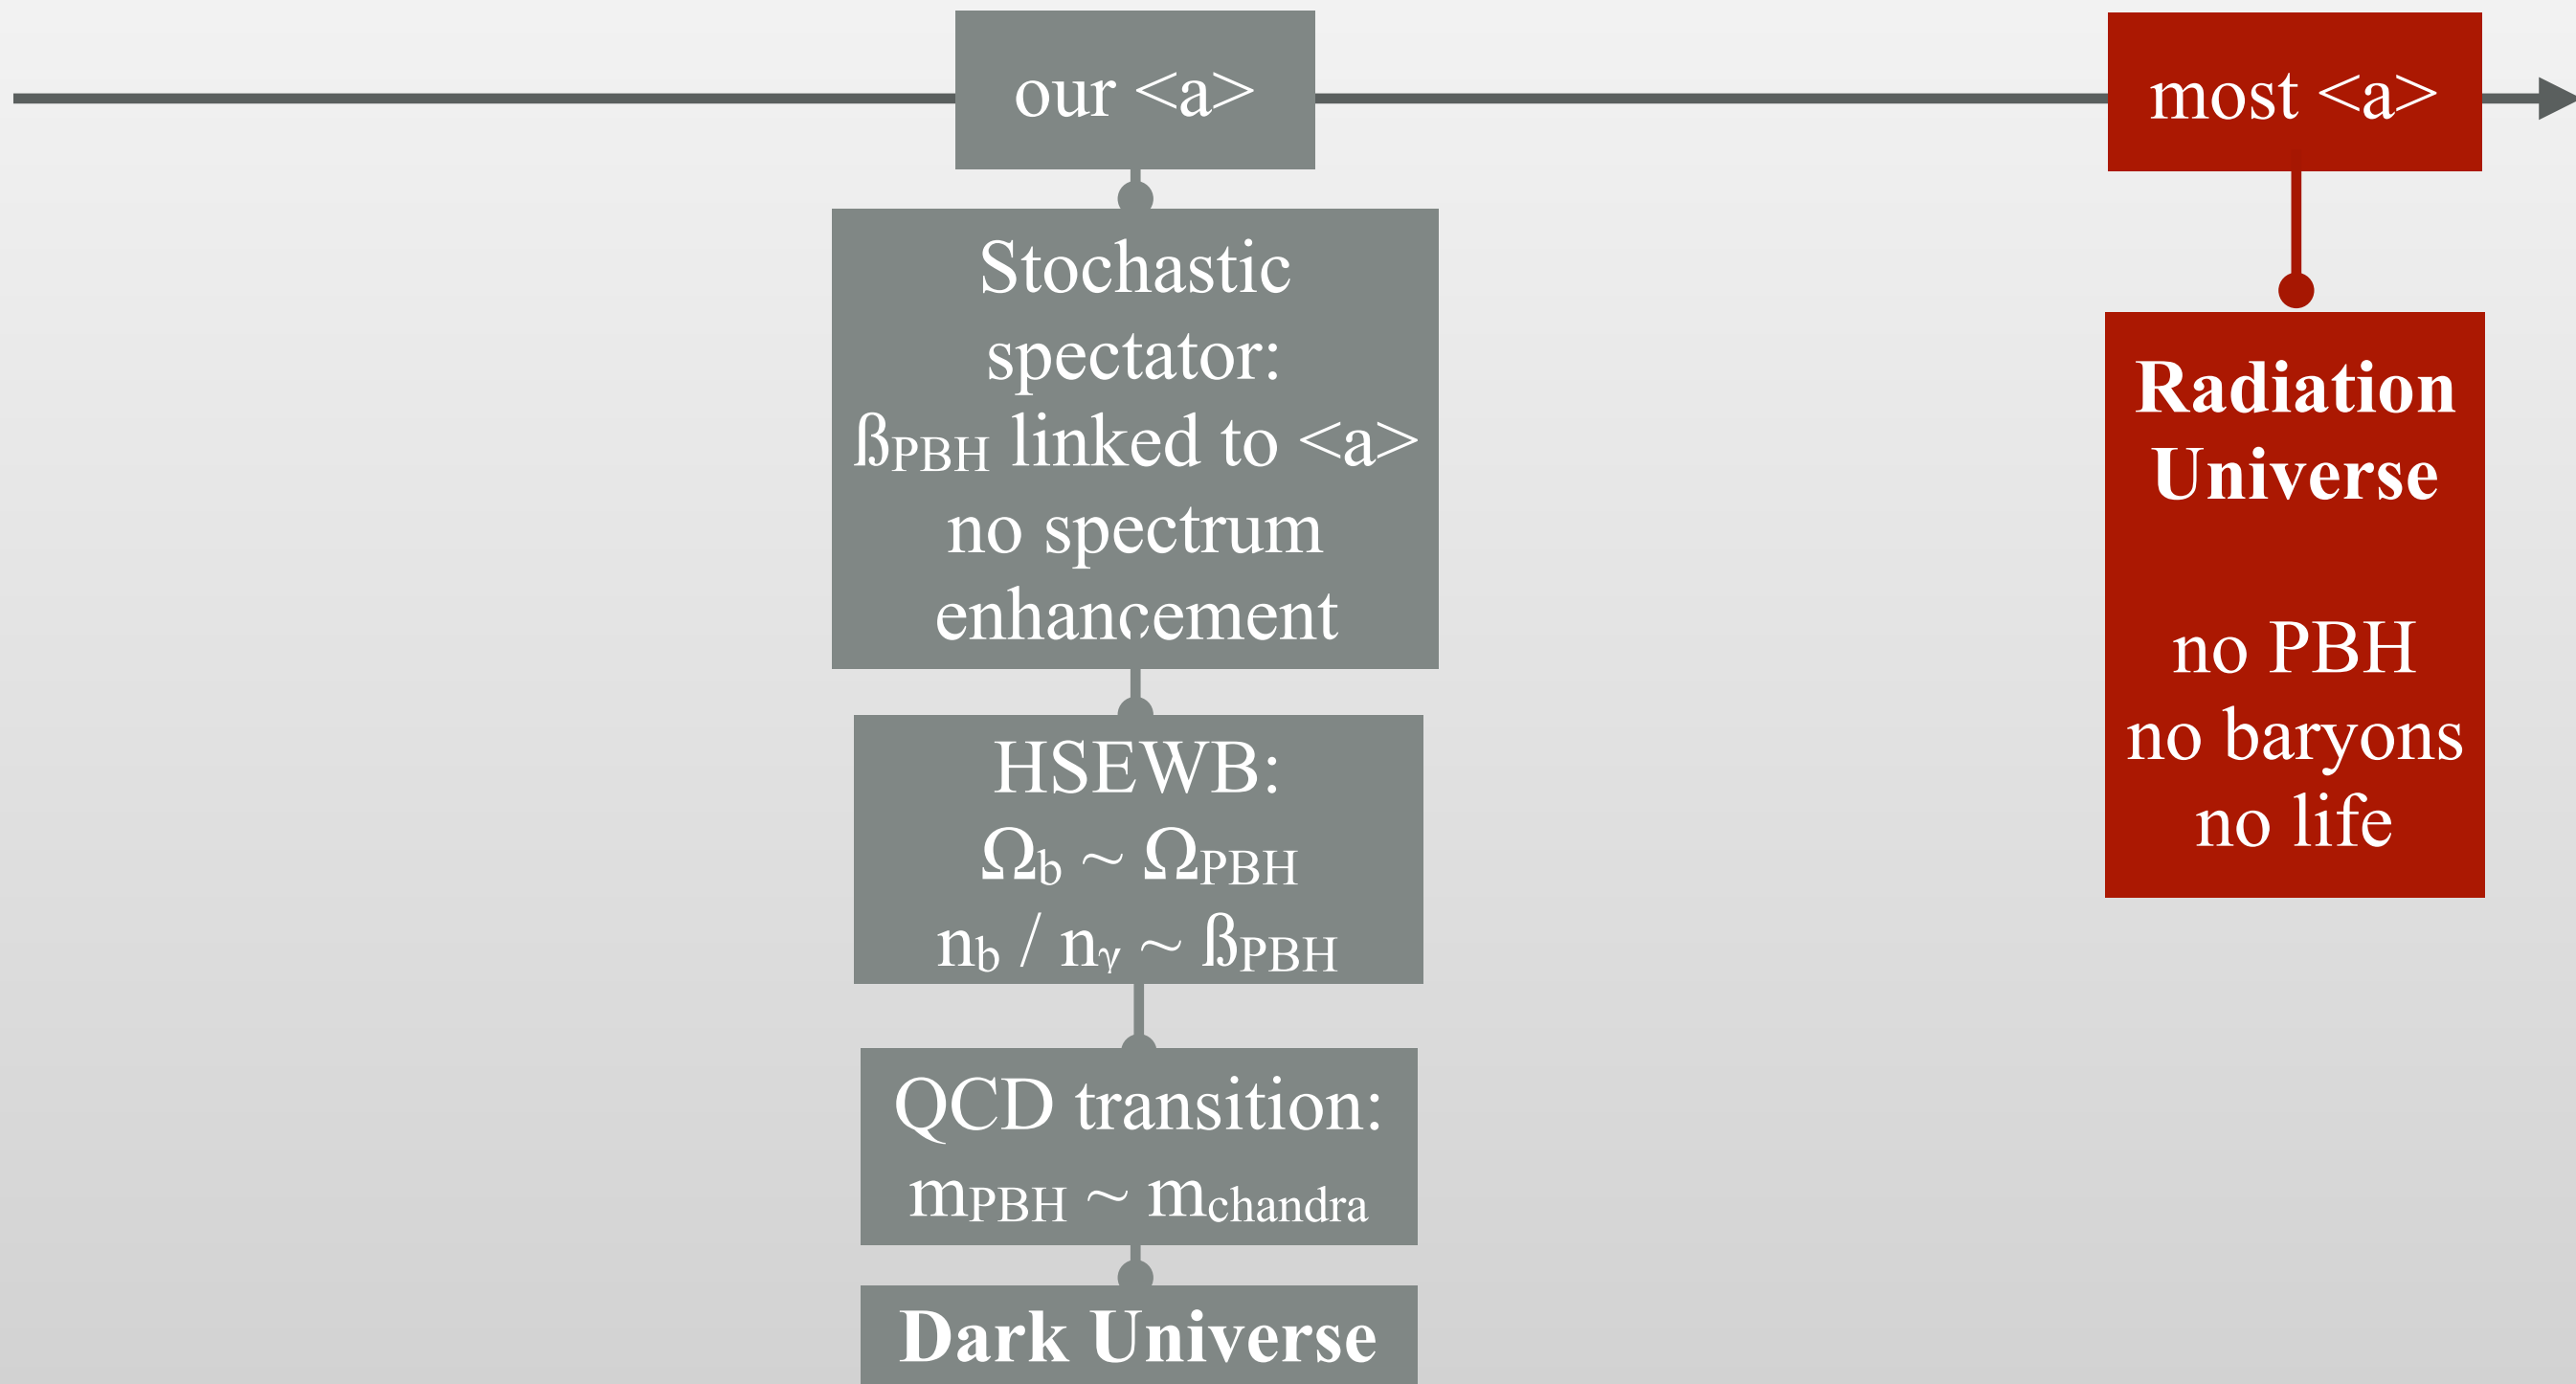 our <a>
most <a>
Stochastic
spectator:
ßPBH linked to <a>
no spectrum
enhancement
HSEWB:
Ωb ~ ΩPBH
nb / nγ ~ ßPBH
QCD transition:
mPBH ~ mchandra
Dark Universe
Radiation
Universe
no PBH
no baryons
no life